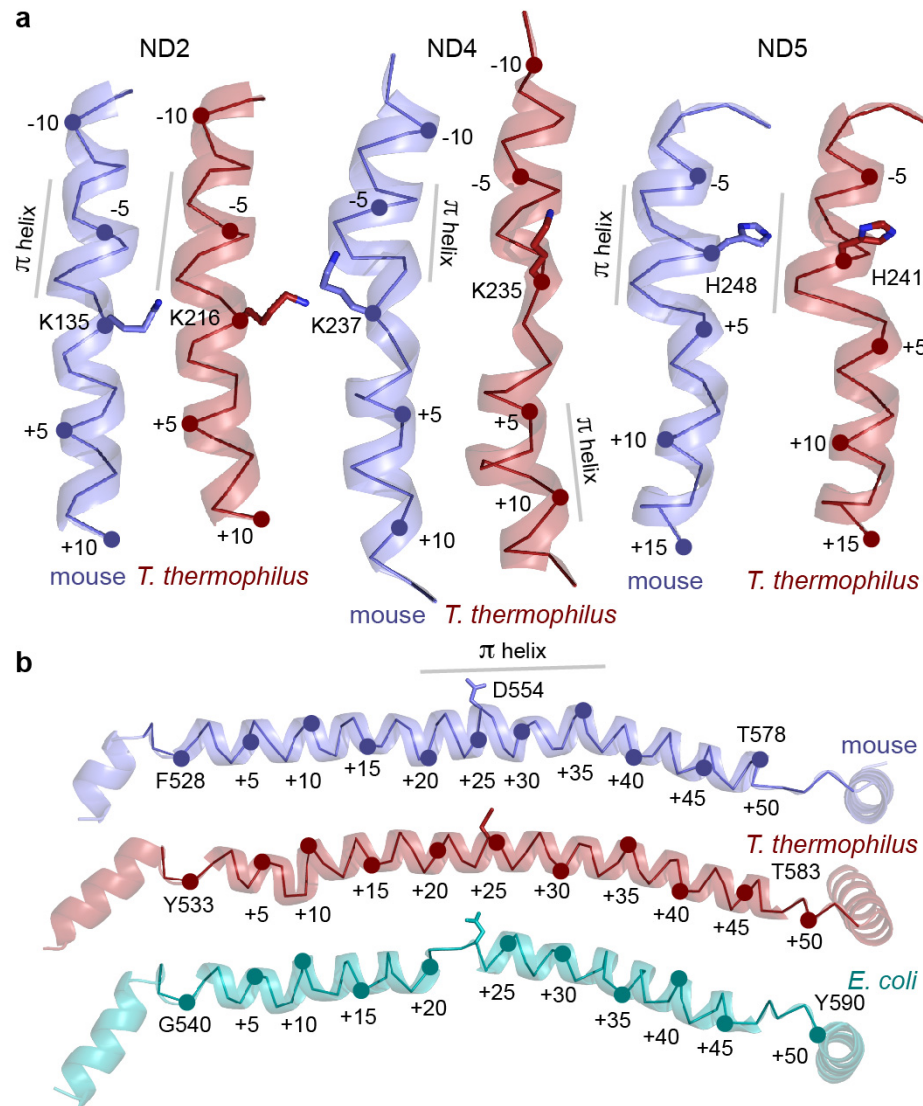 a
ND2
ND4
ND5
-10
-5
π helix
K135
K216
+5
+5
+10
+10
mouse
T. thermophilus
-10
-10
-5
-5
π helix
K237
K235
+5
+5
+10
+10
π helix
mouse
T. thermophilus
-5
-5
π helix
H248
H241
+5
+5
+10
+10
+15
+15
mouse
T. thermophilus
-5
b
π helix
D554
T578
mouse
F528 +5 +10 +15 +20 +25 +30 +35 +40 +45 +50
T. thermophilus
T583
Y533 +5 +10 +15 +20 +25 +30 +35 +40 +45 +50
E. coli
Y590
G540 +5 +10 +15 +20 +25 +30 +35 +40 +45 +50